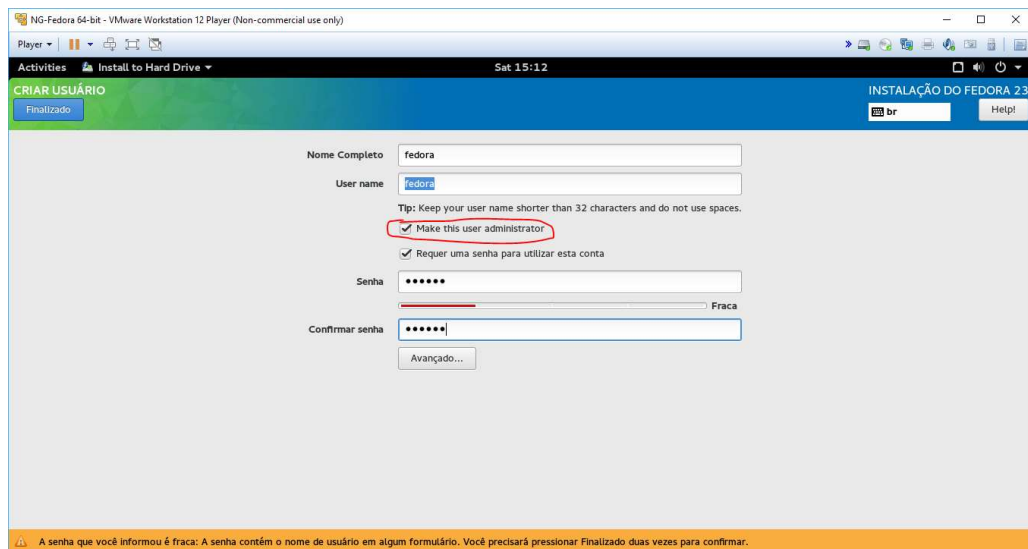 NG-Fedora 64-bit - VMware Workstation 12 Player (Non-commercial use only)
Player
Activities Install to Hard Drive Sat 15:12
CRIAR USUÁRIO INSTALAÇÃO DO FEDORA 23
Finalizado br Help!
Nome Completo fedora
User name fedora
Tip: Keep your user name shorter than 32 characters and do not use spaces.
Make this user administrator
Requer uma senha para utilizar esta conta
Senha ••••••
Fraca
Confirmar senha ••••••
Avançado...
A senha que você informou é fraca: A senha contém o nome de usuário em algum formulário. Você precisará pressionar Finalizado duas vezes para confirmar.